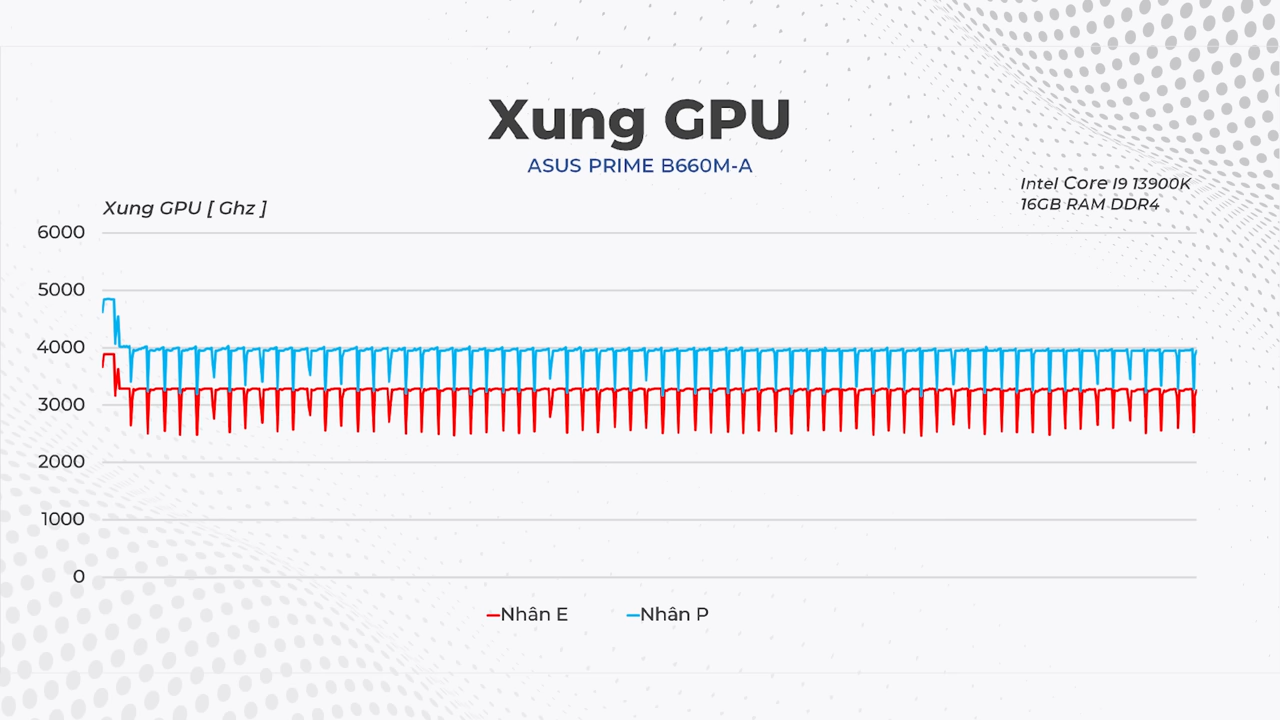 Xung GPU
ASUS PRIME B660M-A
Intel Core I9 13900K
16GB RAM DDR4
Xung GPU [ Ghz ]
6000
5000
4000
3000
2000
1000
0
Nhân E
Nhân P